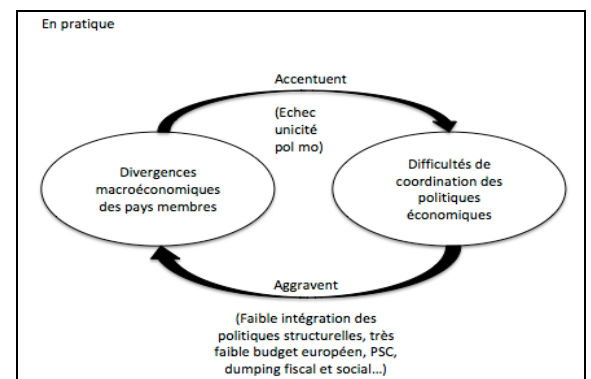 En pratique
Accentuent
(Echec
unicité
pol mo)
Divergences
macroéconomiques
des pays membres
Difficultés de
coordination des
politiques
économiques
Aggravent
(Faible intégration des
politiques structurelles, très
faible budget européen, PSC,
dumping fiscal et social...)